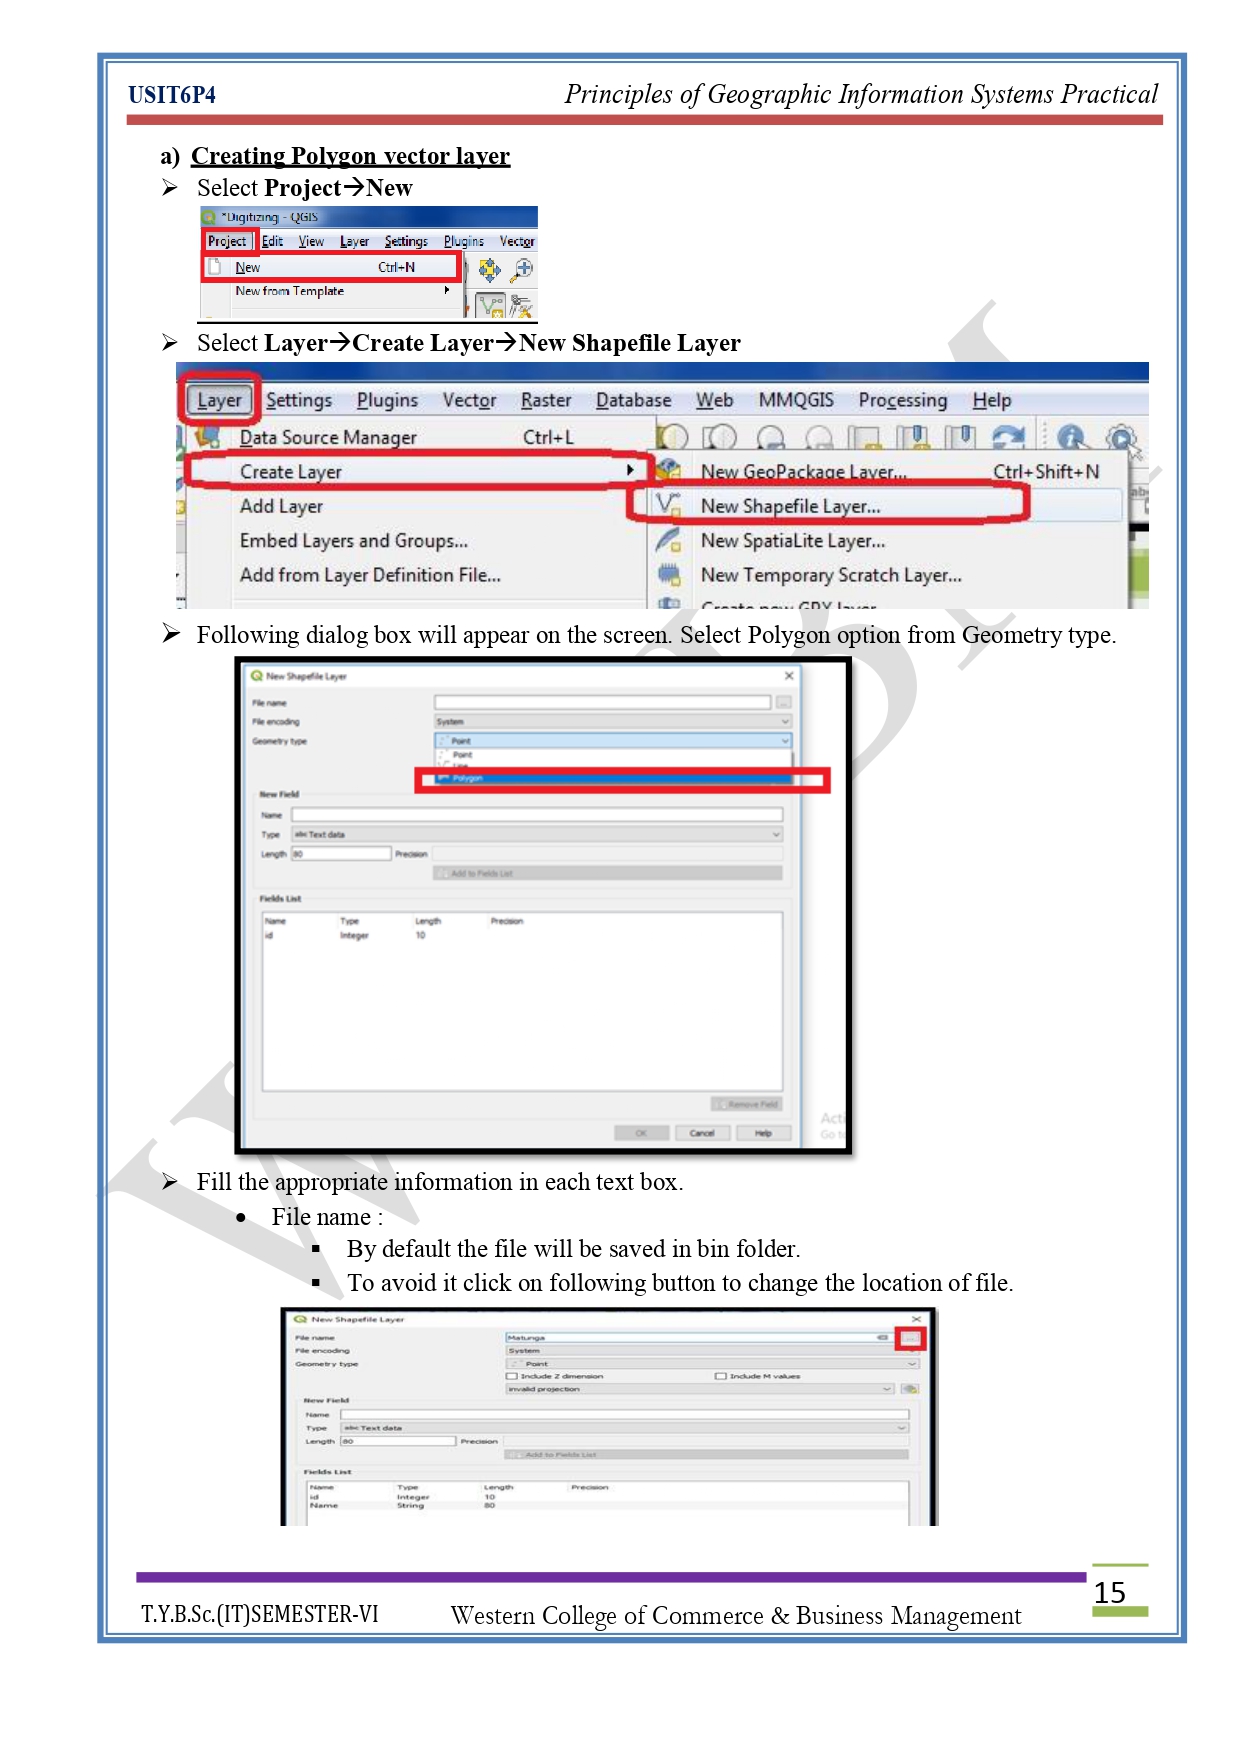 USIT6P4 Principles of Geographic Information Systems Practical
a) Creating Polygon vector layer
➢ Select Project→New
*Digitizing - QGIS
Project Edit View Layer Settings Plugins Vector
New Ctrl+N
New from Template
➢ Select Layer→Create Layer→New Shapefile Layer
Layer Settings Plugins Vector Raster Database Web MMQGIS Processing Help
Data Source Manager Ctrl+L
Create Layer New GeoPackage Layer... Ctrl+Shift+N
Add Layer New Shapefile Layer...
Embed Layers and Groups... New SpatiaLite Layer...
Add from Layer Definition File... New Temporary Scratch Layer...
Create new GPX layer
➢ Following dialog box will appear on the screen. Select Polygon option from Geometry type.
New Shapefile Layer
File name
File encoding System
Geometry type Point
Point
Line
Polygon
New Field
Name
Type abc Text data
Length 80 Precision
Add to Fields List
Fields List
Name Type Length Precision
id Integer 10
Remove Field
OK Cancel Help
➢ Fill the appropriate information in each text box.
• File name :
▪ By default the file will be saved in bin folder.
▪ To avoid it click on following button to change the location of file.
New Shapefile Layer
File name Matunga
File encoding System
Geometry type Point
Include Z dimension Include M values
invalid projection
New Field
Name
Type abc Text data
Length 80 Precision
Add to Fields List
Fields List
Name Type Length Precision
id Integer 10
Name String 80
15
T.Y.B.Sc.(IT)SEMESTER-VI Western College of Commerce & Business Management